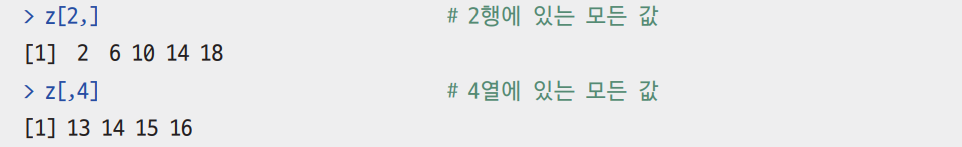 > z[2,] # 2행에 있는 모든 값
[1]  2  6 10 14 18
> z[,4] # 4열에 있는 모든 값
[1] 13 14 15 16